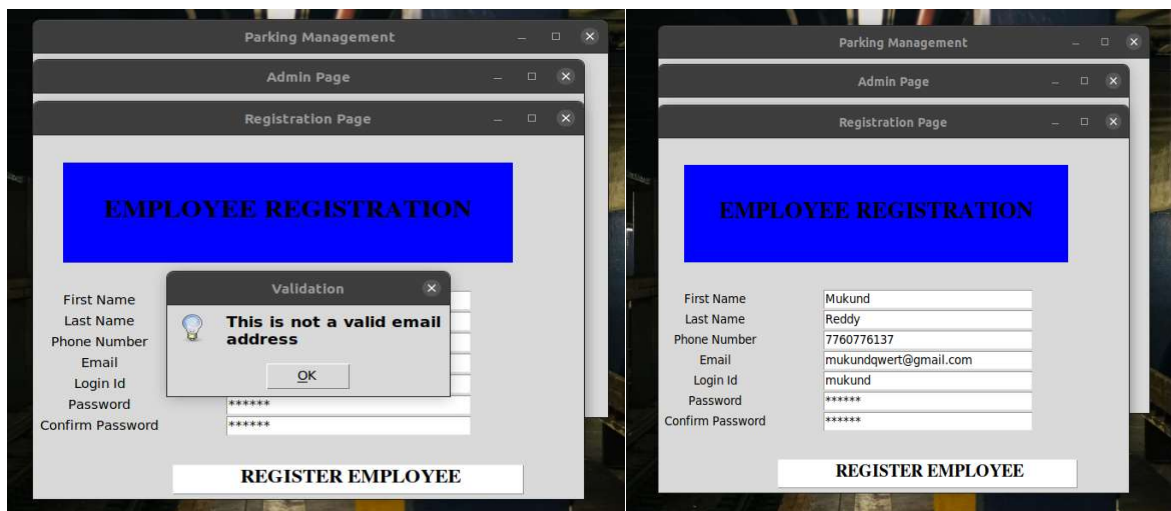 Parking Management
Admin Page
Registration Page
EMPLOYEE REGISTRATION
Validation
This is not a valid email
address
OK
First Name
Last Name
Phone Number
Email
Login Id
Password ******
Confirm Password ******
REGISTER EMPLOYEE
Parking Management
Admin Page
Registration Page
EMPLOYEE REGISTRATION
First Name Mukund
Last Name Reddy
Phone Number 7760776137
Email mukundqwert@gmail.com
Login Id mukund
Password ******
Confirm Password ******
REGISTER EMPLOYEE